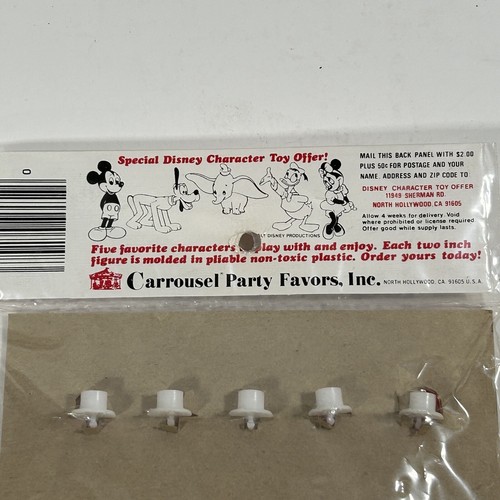 Special Disney Character Toy Offer!
MAIL THIS BACK PANEL WITH $2.00
PLUS 50¢ FOR POSTAGE AND YOUR
NAME, ADDRESS AND ZIP CODE TO
DISNEY CHARACTER TOY OFFER
11949 SHERMAN RD.
NORTH HOLLYWOOD, CA 91605
Allow 4 weeks for delivery. Void
where prohibited or license required
Offer good while supply lasts.
DISNEY PRODUCTIONS
Five favorite characters lay with and enjoy. Each two inch
figure is molded in pliable non-toxic plastic. Order yours today!
Carrousel Party Favors, Inc. NORTH HOLLYWOOD, CA. 91605 U.S.A.
0